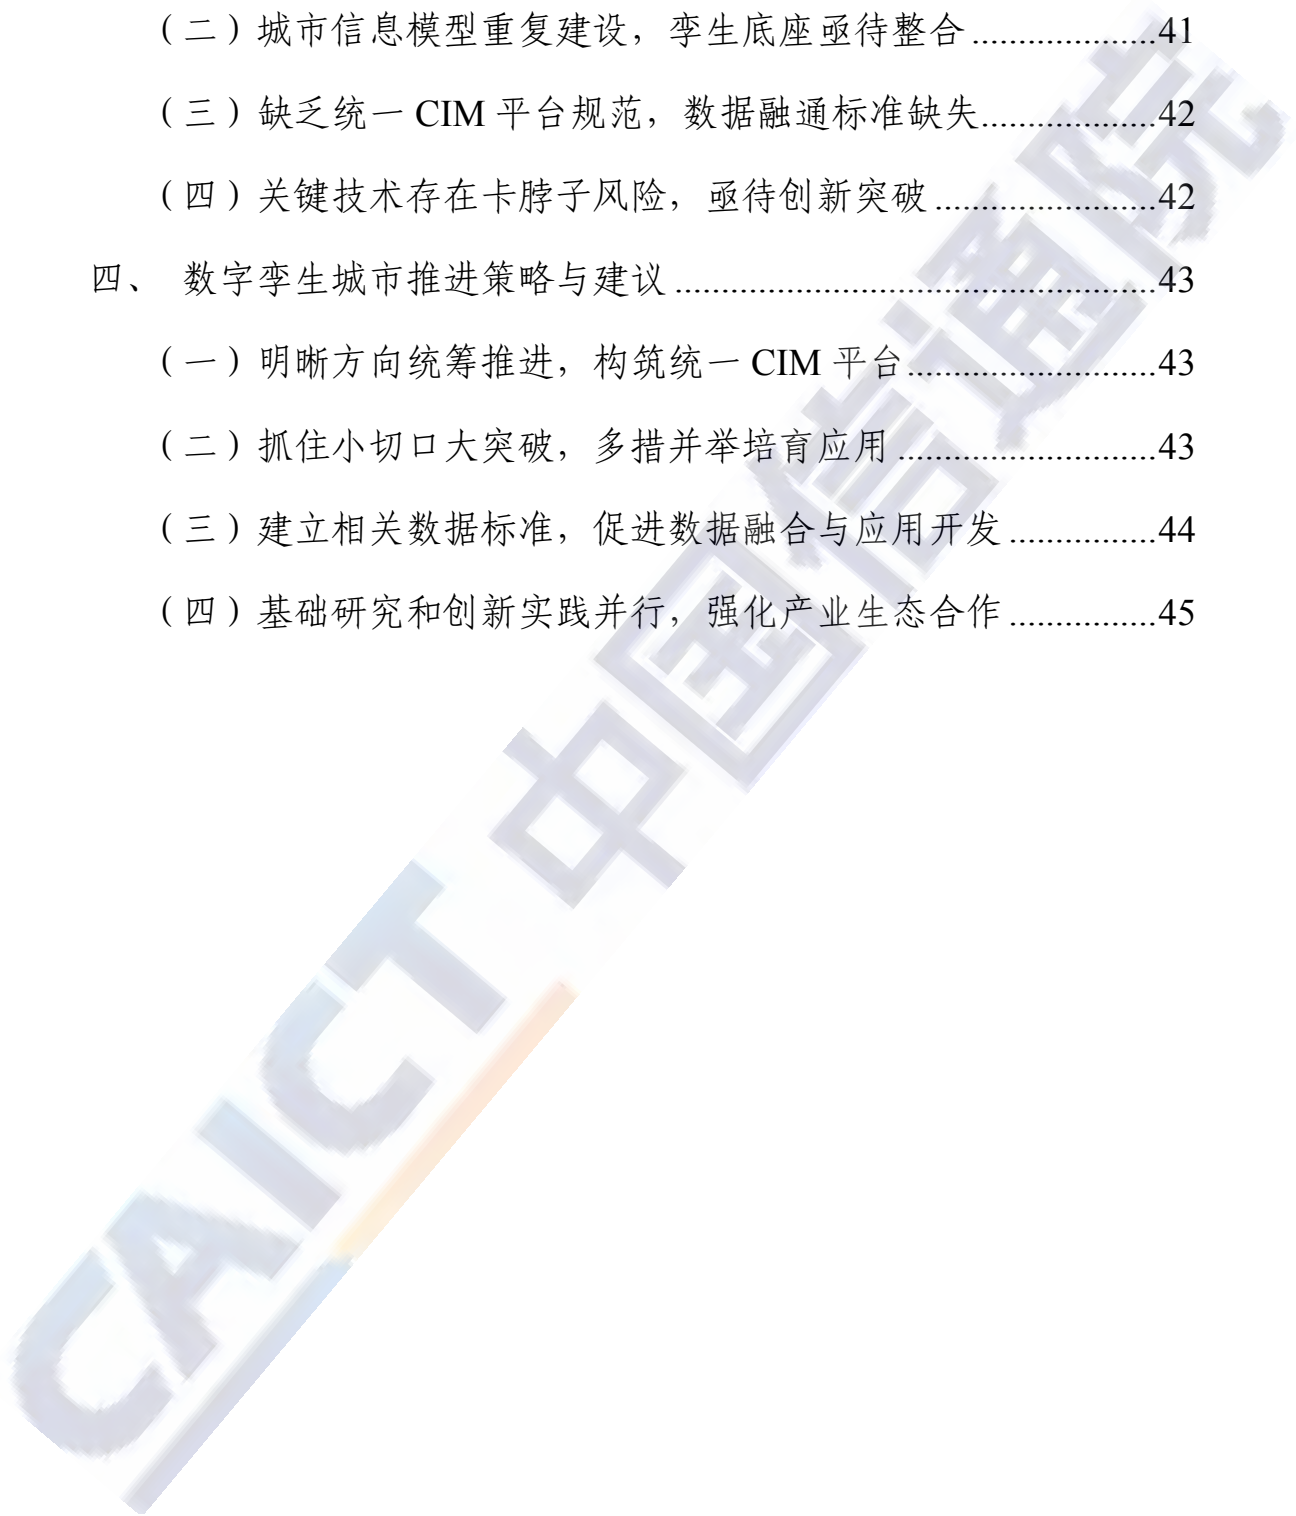 （二）城市信息模型重复建设，孪生底座亟待整合...................41
（三）缺乏统一 CIM 平台规范，数据融通标准缺失..................42
（四）关键技术存在卡脖子风险，亟待创新突破.......................42
四、 数字孪生城市推进策略与建议..................................................43
（一）明晰方向统筹推进，构筑统一 CIM 平台..........................43
（二）抓住小切口大突破，多措并举培育应用...........................43
（三）建立相关数据标准，促进数据融合与应用开发...............44
（四）基础研究和创新实践并行，强化产业生态合作...............45
CAICT 中国信通院